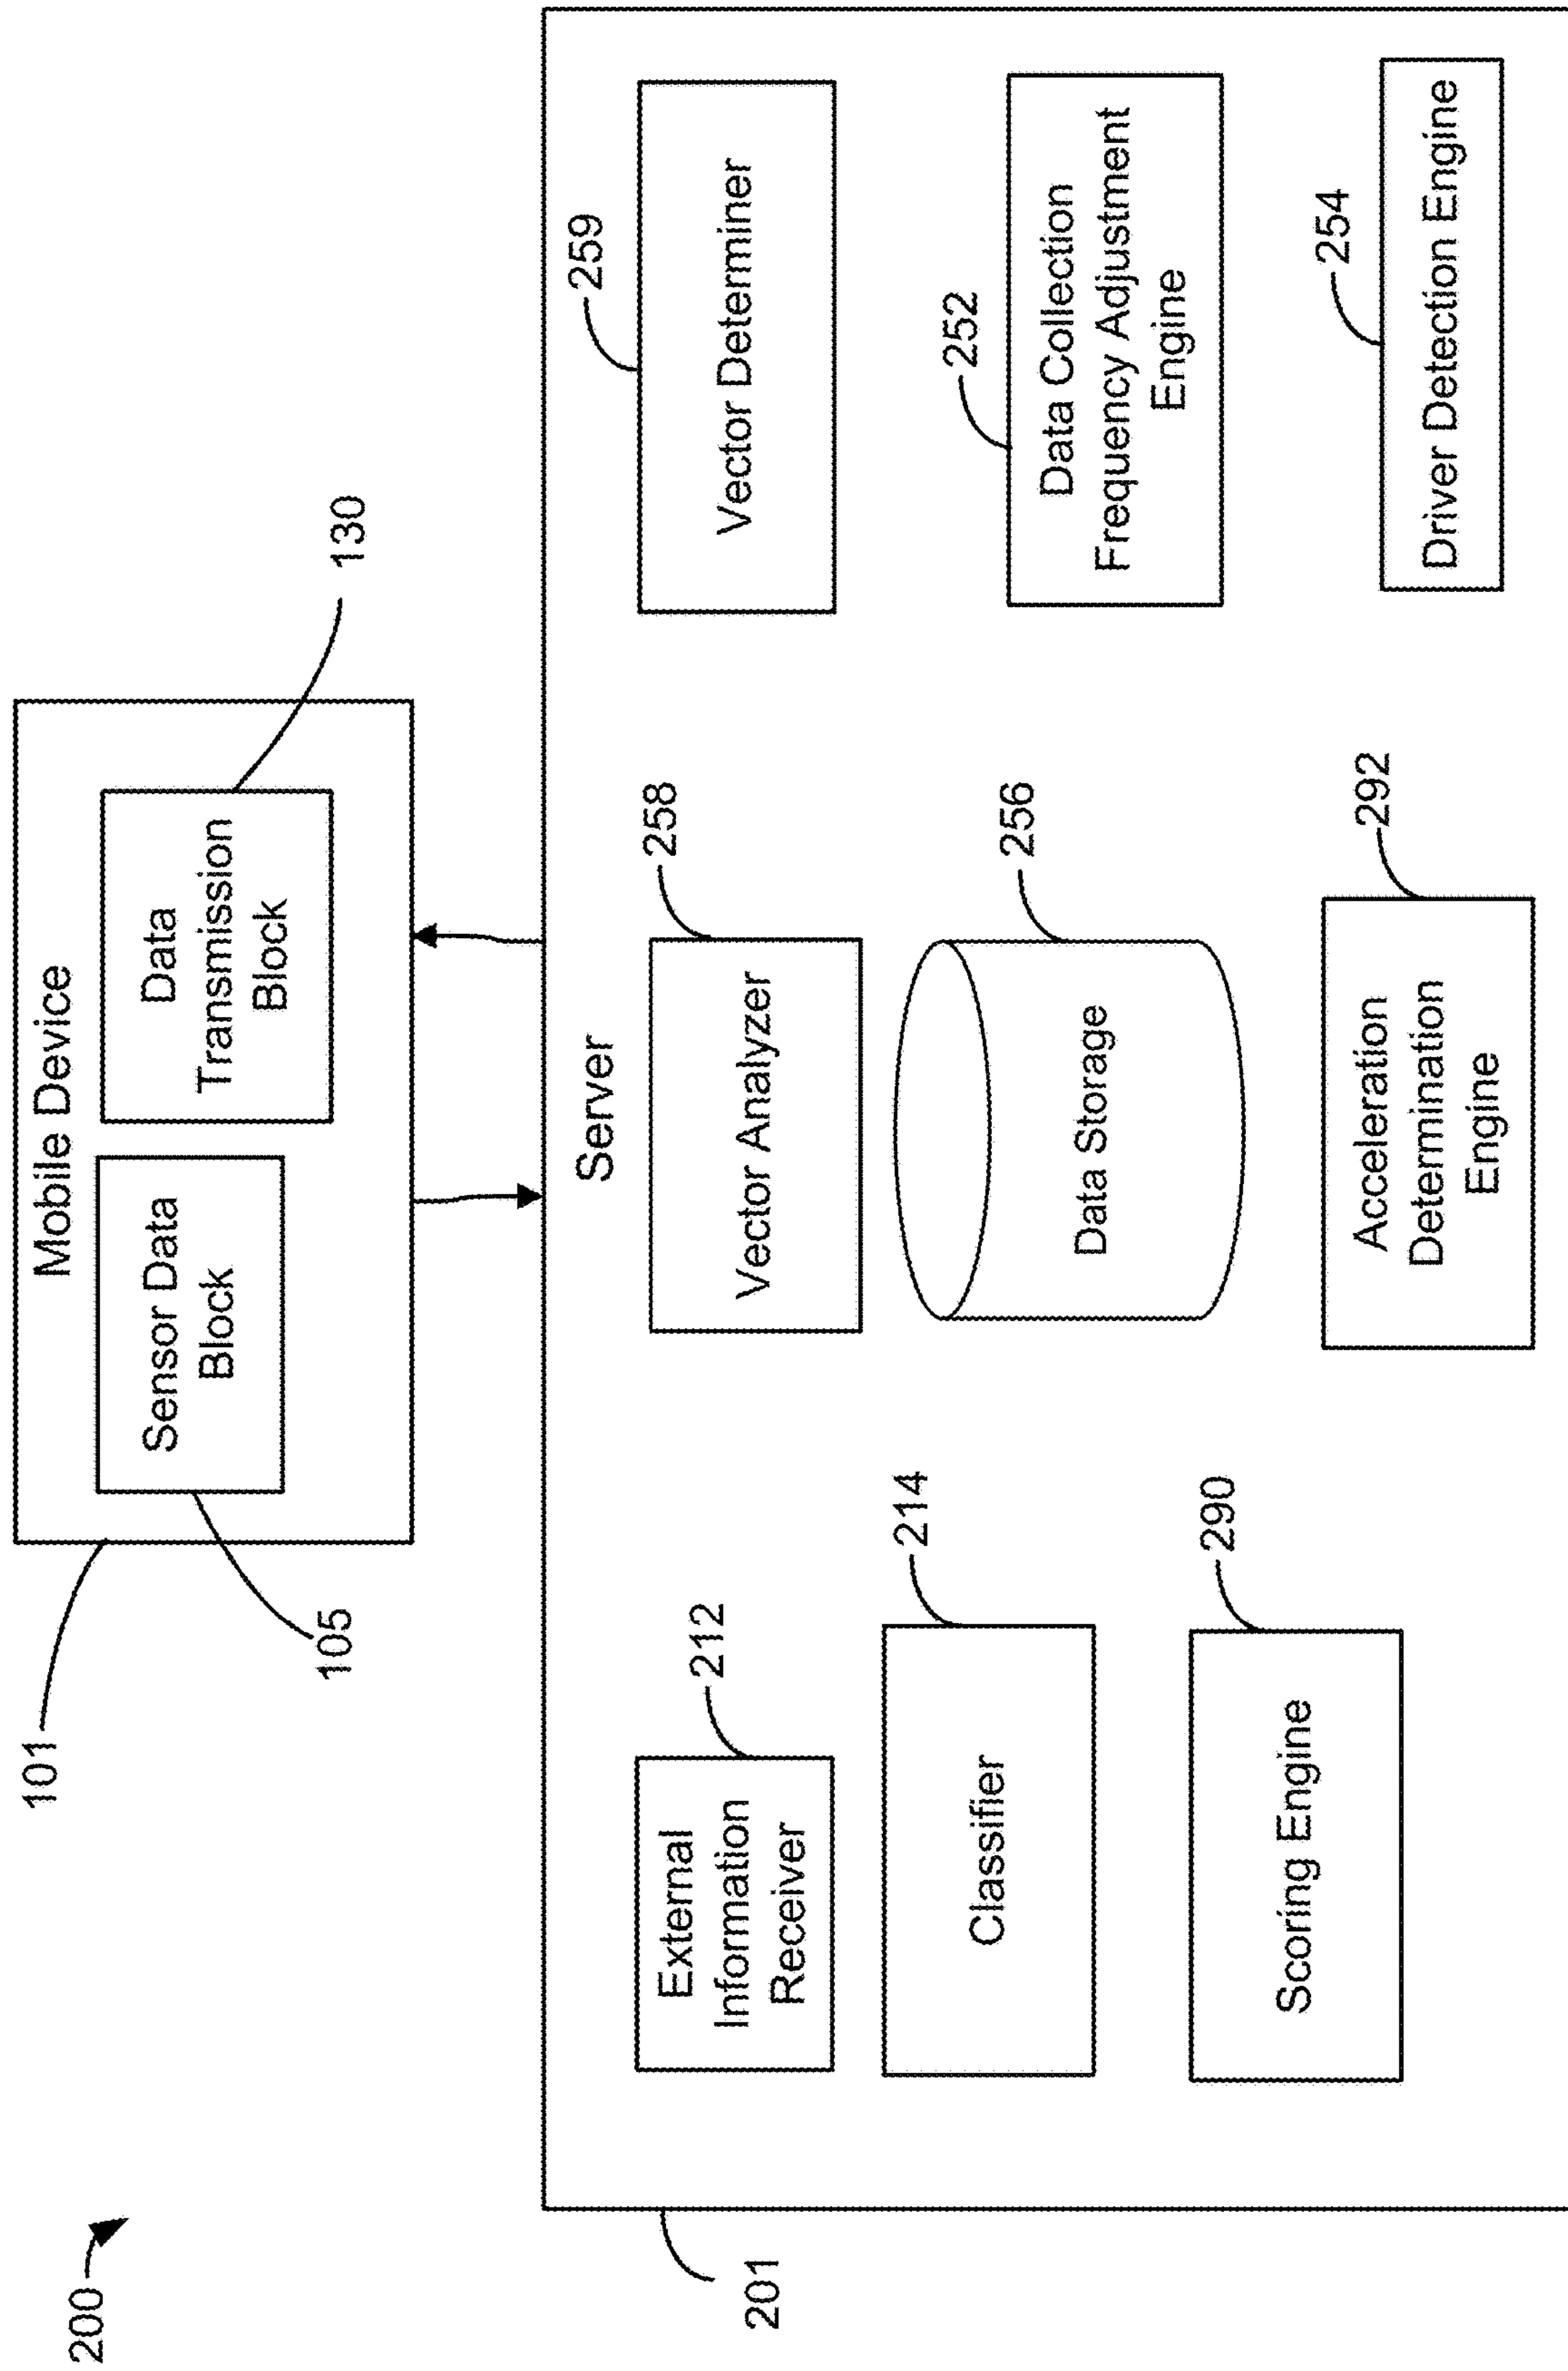 200
101
Mobile Device
Sensor Data
Block
105
Data
Transmission
Block
130
201
Server
External
Information
Receiver
212
Vector Analyzer
258
Vector Determiner
259
Classifier
214
Data Storage
256
Data Collection
Frequency Adjustment
Engine
252
Scoring Engine
290
Acceleration
Determination
Engine
292
Driver Detection Engine
254